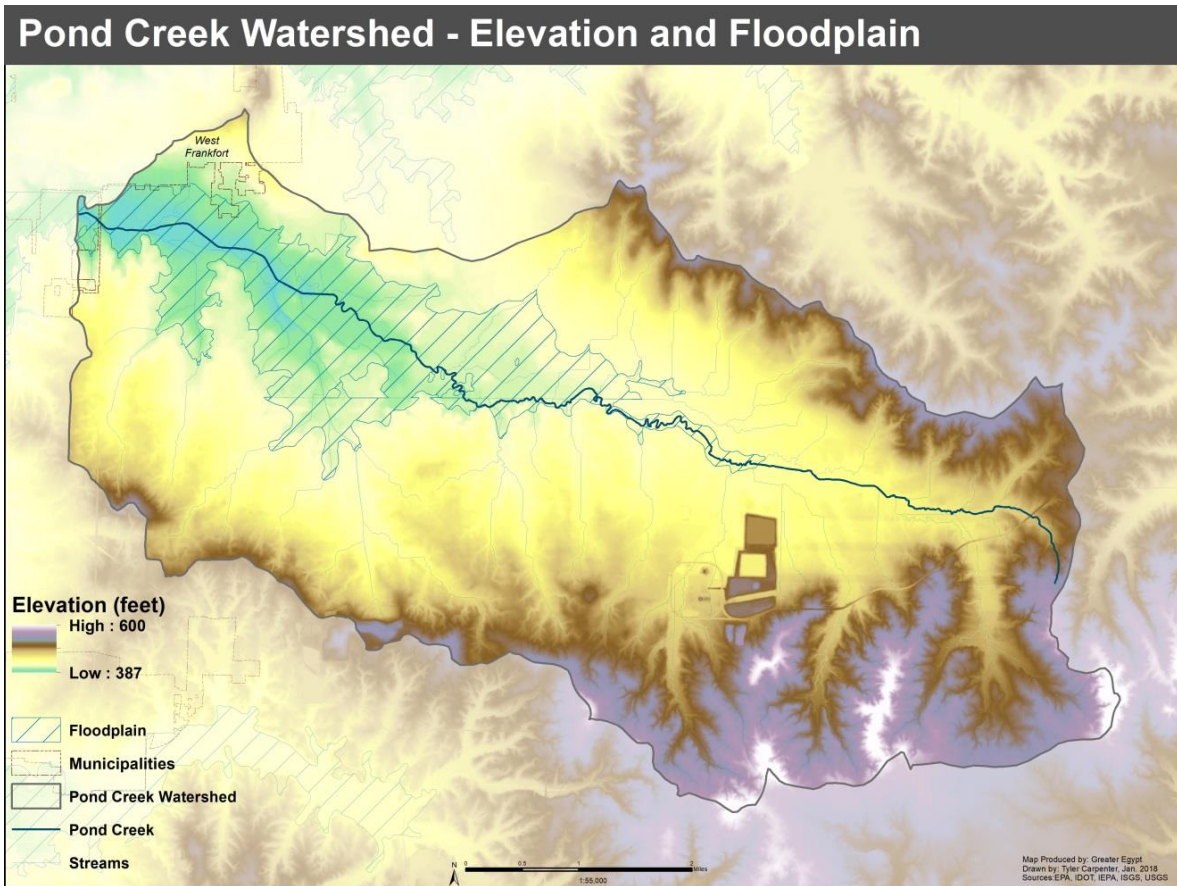 Pond Creek Watershed - Elevation and Floodplain
West
Frankfort
Elevation (feet)
High : 600
Low : 387
Floodplain
Municipalities
Pond Creek Watershed
Pond Creek
Streams
N
0 0.5 1 2
Miles
1:55,000
Map Produced by: Greater Egypt
Drawn by: Tyler Carpenter, Jan. 2018
Sources:EPA, IDOT, IEPA, ISGS, USGS